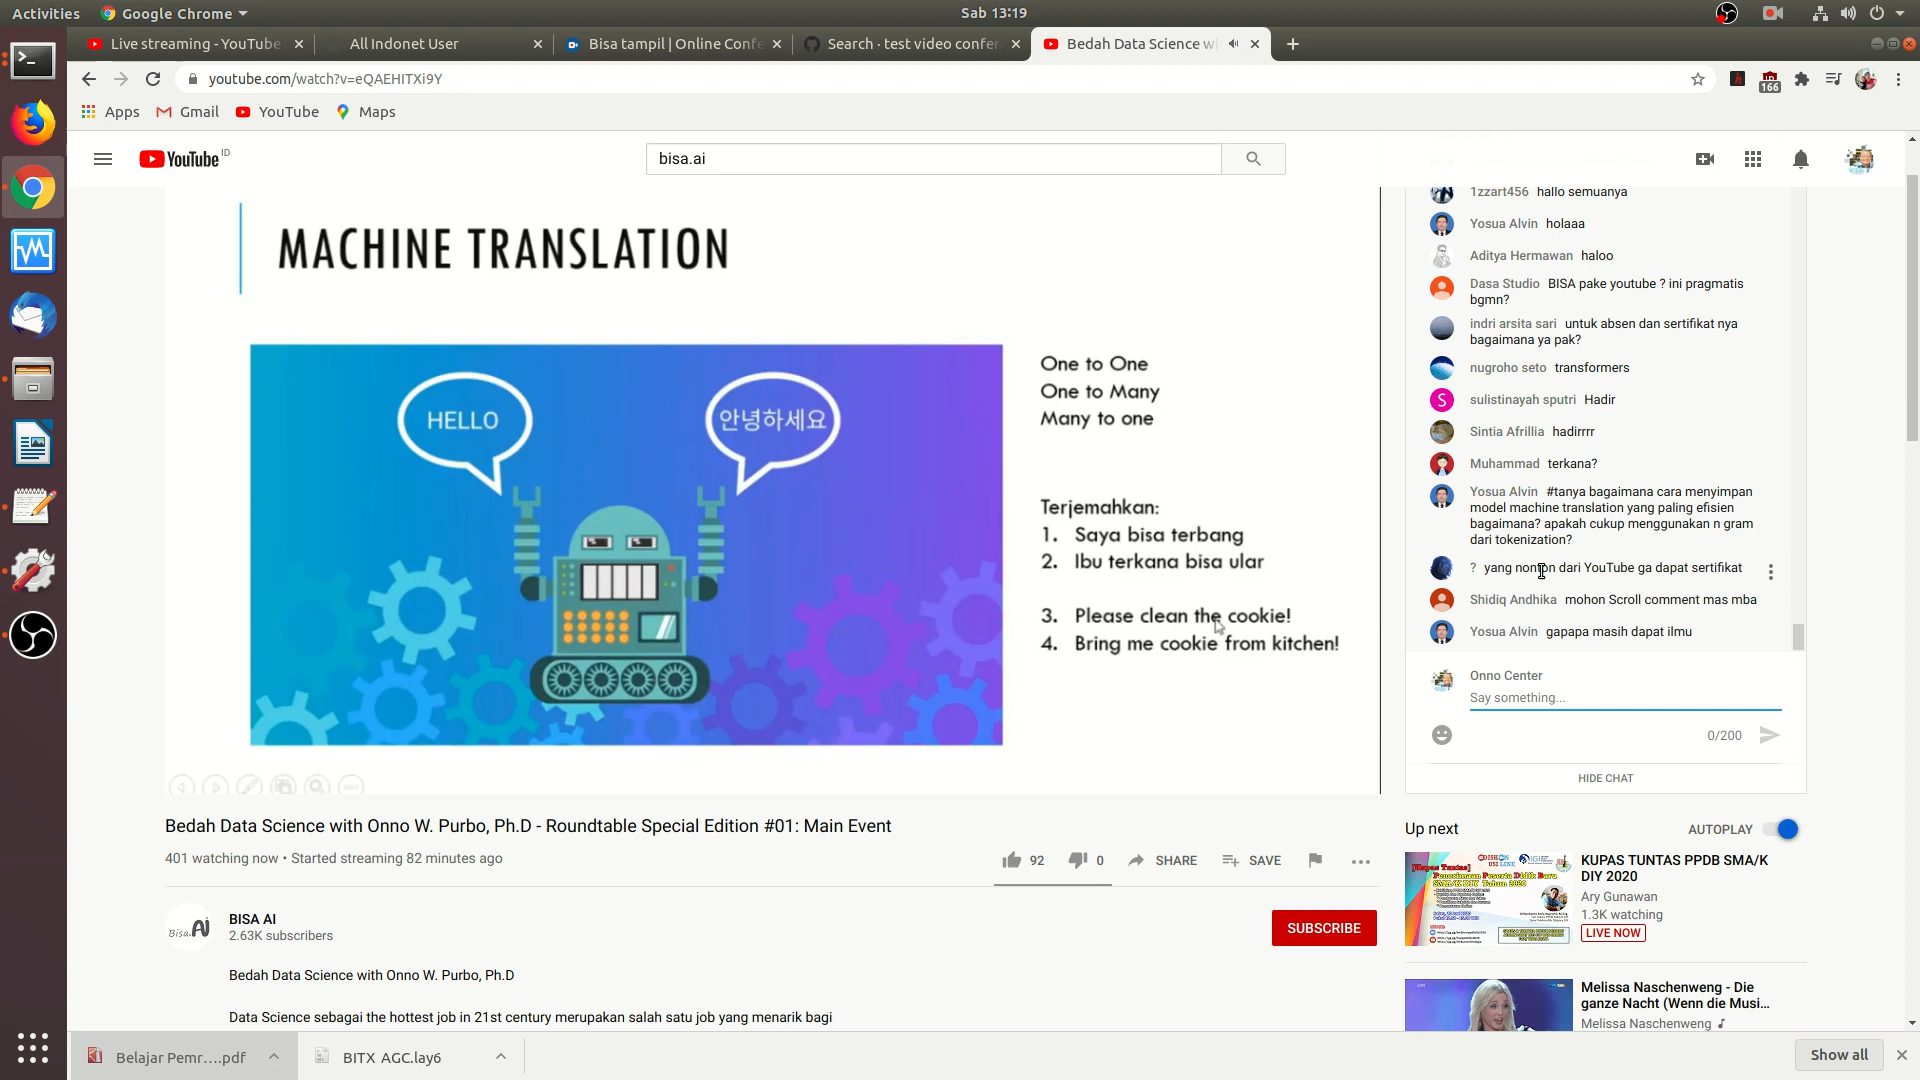 Activities
Google Chrome
Sab 13:19
Live streaming - YouTube
All Indonet User
Bisa tampil | Online Confe
Search · test video confer
Bedah Data Science wi
youtube.com/watch?v=eQAEHITXi9Y
166
Apps
Gmail
YouTube
Maps
YouTube ID
bisa.ai
MACHINE TRANSLATION
HELLO
안녕하세요
One to One
One to Many
Many to one
Terjemahkan:
1. Saya bisa terbang
2. Ibu terkana bisa ular
3. Please clean the cookie!
4. Bring me cookie from kitchen!
1zzart456 hallo semuanya
Yosua Alvin holaaa
Aditya Hermawan haloo
Dasa Studio BISA pake youtube ? ini pragmatis
bgmn?
indri arsita sari untuk absen dan sertifikat nya
bagaimana ya pak?
nugroho seto transformers
S sulistinayah sputri Hadir
Sintia Afrillia hadirrrr
Muhammad terkana?
Yosua Alvin #tanya bagaimana cara menyimpan
model machine translation yang paling efisien
bagaimana? apakah cukup menggunakan n gram
dari tokenization?
? yang nonton dari YouTube ga dapat sertifikat
Shidiq Andhika mohon Scroll comment mas mba
Yosua Alvin gapapa masih dapat ilmu
Onno Center
Say something...
0/200
HIDE CHAT
Bedah Data Science with Onno W. Purbo, Ph.D - Roundtable Special Edition #01: Main Event
401 watching now • Started streaming 82 minutes ago
92
0
SHARE
SAVE
Bisa.AI
BISA AI
2.63K subscribers
SUBSCRIBE
Bedah Data Science with Onno W. Purbo, Ph.D
Data Science sebagai the hottest job in 21st century merupakan salah satu job yang menarik bagi
Up next
AUTOPLAY
KUPAS TUNTAS PPDB SMA/K
DIY 2020
Ary Gunawan
1.3K watching
LIVE NOW
Melissa Naschenweng - Die
ganze Nacht (Wenn die Musi...
Melissa Naschenweng
Belajar Pemr....pdf
BITX AGC.lay6
Show all